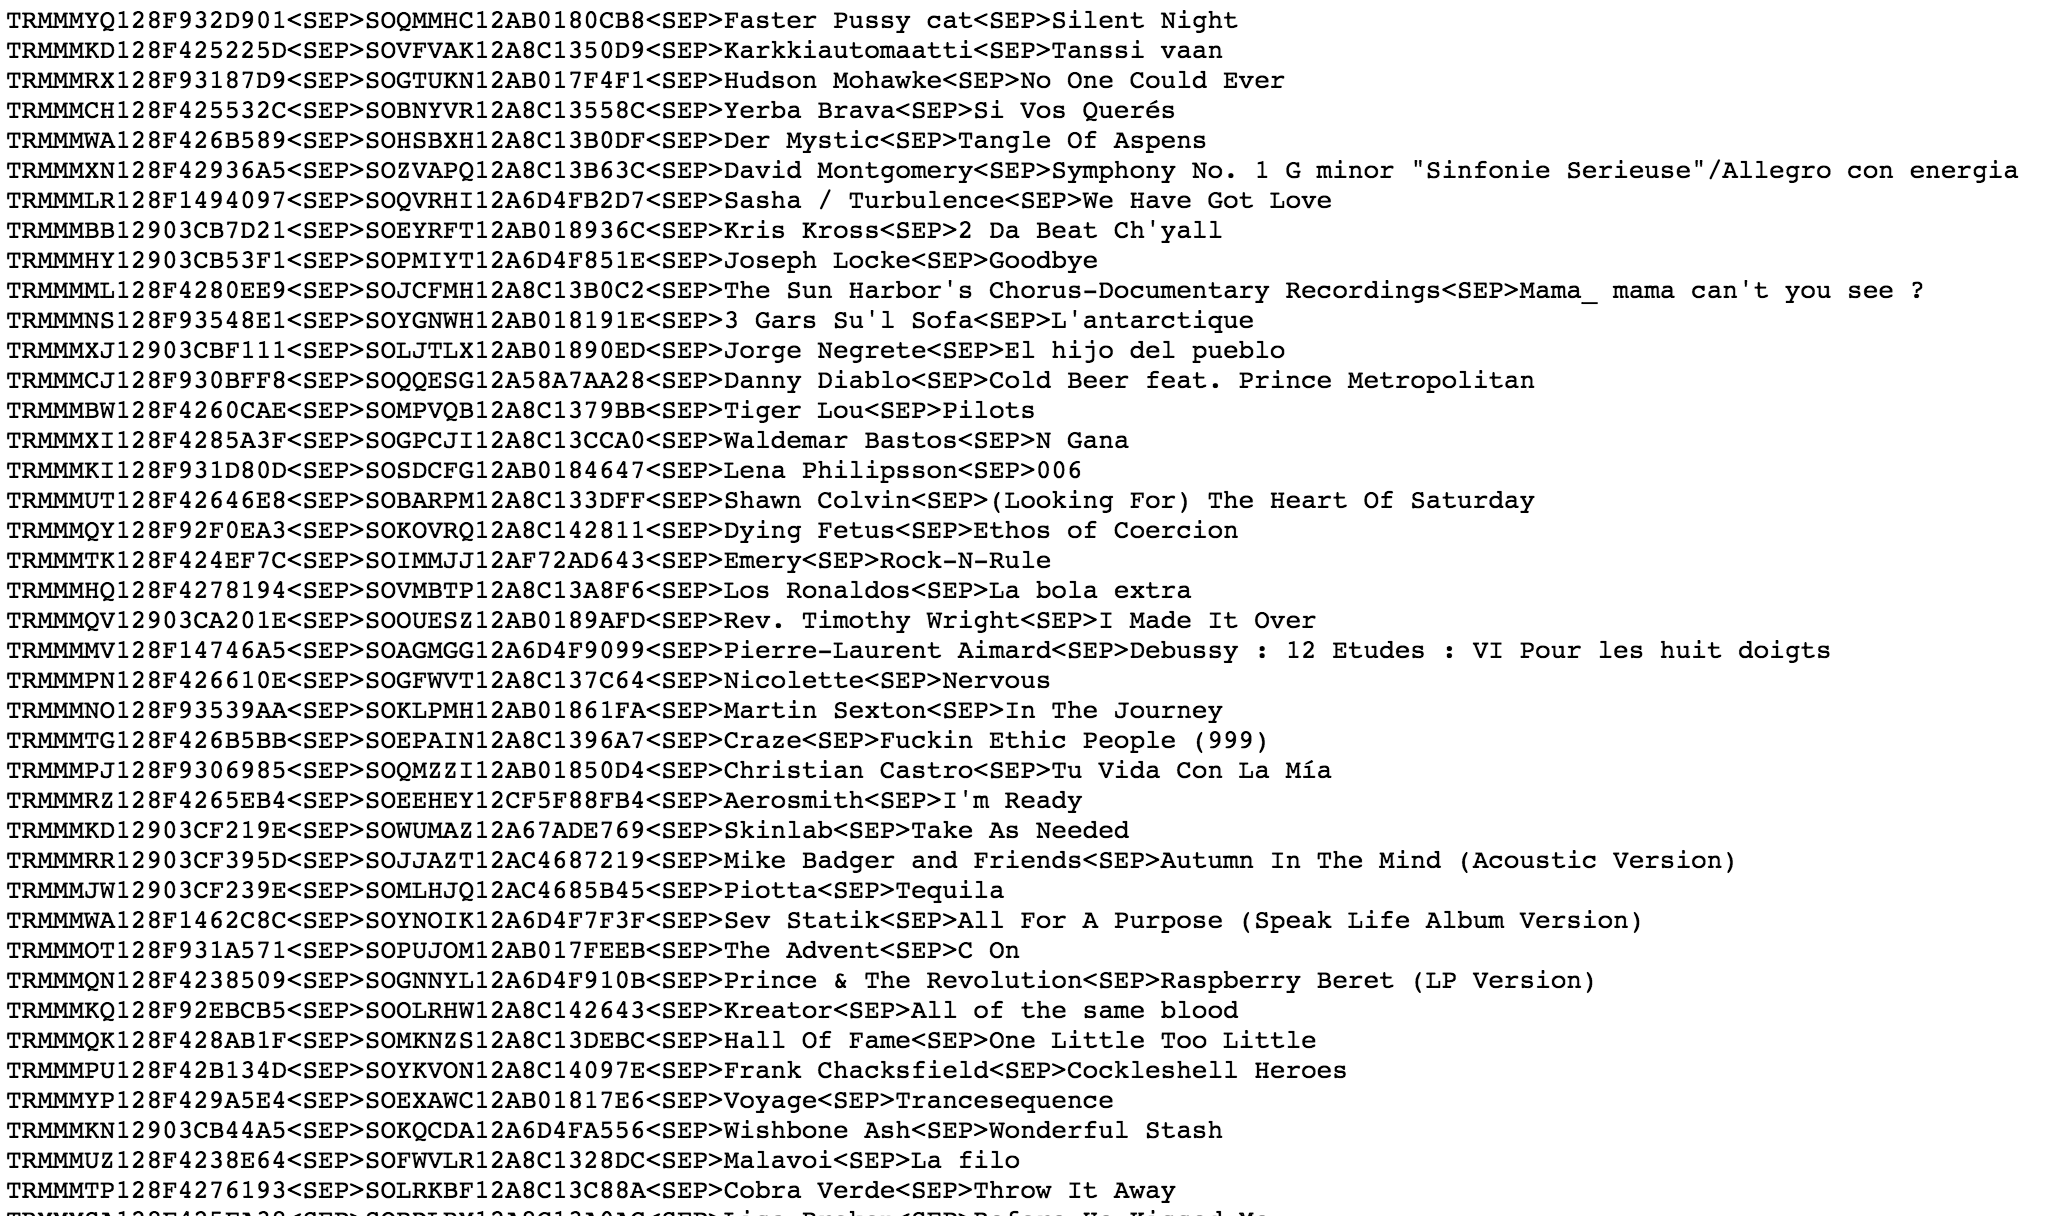 TRMMMYQ128F932D901<SEP>SOQMMHC12AB0180CB8<SEP>Faster Pussy cat<SEP>Silent Night
TRMMMKD128F425225D<SEP>SOVFVAK12A8C1350D9<SEP>Karkkiautomaatti<SEP>Tanssi vaan
TRMMMRX128F93187D9<SEP>SOGTUKN12AB017F4F1<SEP>Hudson Mohawke<SEP>No One Could Ever
TRMMMCH128F425532C<SEP>SOBNYVR12A8C13558C<SEP>Yerba Brava<SEP>Si Vos Querés
TRMMMWA128F426B589<SEP>SOHSBXH12A8C13B0DF<SEP>Der Mystic<SEP>Tangle Of Aspens
TRMMMXN128F42936A5<SEP>SOZVAPQ12A8C13B63C<SEP>David Montgomery<SEP>Symphony No. 1 G minor "Sinfonie Serieuse"/Allegro con energia
TRMMMLR128F1494097<SEP>SOQVRHI12A6D4FB2D7<SEP>Sasha / Turbulence<SEP>We Have Got Love
TRMMMBB12903CB7D21<SEP>SOEYRFT12AB018936C<SEP>Kris Kross<SEP>2 Da Beat Ch'yall
TRMMMHY12903CB53F1<SEP>SOPMIYT12A6D4F851E<SEP>Joseph Locke<SEP>Goodbye
TRMMMML128F4280EE9<SEP>SOJCFMH12A8C13B0C2<SEP>The Sun Harbor's Chorus-Documentary Recordings<SEP>Mama_ mama can't you see ?
TRMMMNS128F93548E1<SEP>SOYGNWH12AB018191E<SEP>3 Gars Su'l Sofa<SEP>L'antarctique
TRMMMXJ12903CBF111<SEP>SOLJTLX12AB01890ED<SEP>Jorge Negrete<SEP>El hijo del pueblo
TRMMMCJ128F930BFF8<SEP>SOQQESG12A58A7AA28<SEP>Danny Diablo<SEP>Cold Beer feat. Prince Metropolitan
TRMMMBW128F4260CAE<SEP>SOMPVQB12A8C1379BB<SEP>Tiger Lou<SEP>Pilots
TRMMMXI128F4285A3F<SEP>SOGPCJI12A8C13CCA0<SEP>Waldemar Bastos<SEP>N Gana
TRMMMKI128F931D80D<SEP>SOSDCFG12AB0184647<SEP>Lena Philipsson<SEP>006
TRMMMUT128F42646E8<SEP>SOBARPM12A8C133DFF<SEP>Shawn Colvin<SEP>(Looking For) The Heart Of Saturday
TRMMMQY128F92F0EA3<SEP>SOKOVRQ12A8C142811<SEP>Dying Fetus<SEP>Ethos of Coercion
TRMMMTK128F424EF7C<SEP>SOIMMJJ12AF72AD643<SEP>Emery<SEP>Rock-N-Rule
TRMMMHQ128F4278194<SEP>SOVMBTP12A8C13A8F6<SEP>Los Ronaldos<SEP>La bola extra
TRMMMQV12903CA201E<SEP>SOOUESZ12AB0189AFD<SEP>Rev. Timothy Wright<SEP>I Made It Over
TRMMMMV128F14746A5<SEP>SOAGMGG12A6D4F9099<SEP>Pierre-Laurent Aimard<SEP>Debussy : 12 Etudes : VI Pour les huit doigts
TRMMMPN128F426610E<SEP>SOGFWVT12A8C137C64<SEP>Nicolette<SEP>Nervous
TRMMMNO128F93539AA<SEP>SOKLPMH12AB01861FA<SEP>Martin Sexton<SEP>In The Journey
TRMMMTG128F426B5BB<SEP>SOEPAIN12A8C1396A7<SEP>Craze<SEP>Fuckin Ethic People (999)
TRMMMPJ128F9306985<SEP>SOQMZZI12AB01850D4<SEP>Christian Castro<SEP>Tu Vida Con La Mía
TRMMMRZ128F4265EB4<SEP>SOEEHEY12CF5F88FB4<SEP>Aerosmith<SEP>I'm Ready
TRMMMKD12903CF219E<SEP>SOWUMAZ12A67ADE769<SEP>Skinlab<SEP>Take As Needed
TRMMMRR12903CF395D<SEP>SOJJAZT12AC4687219<SEP>Mike Badger and Friends<SEP>Autumn In The Mind (Acoustic Version)
TRMMMJW12903CF239E<SEP>SOMLHJQ12AC4685B45<SEP>Piotta<SEP>Tequila
TRMMMWA128F1462C8C<SEP>SOYNOIK12A6D4F7F3F<SEP>Sev Statik<SEP>All For A Purpose (Speak Life Album Version)
TRMMMOT128F931A571<SEP>SOPUJOM12AB017FEEB<SEP>The Advent<SEP>C On
TRMMMQN128F4238509<SEP>SOGNNYL12A6D4F910B<SEP>Prince & The Revolution<SEP>Raspberry Beret (LP Version)
TRMMMKQ128F92EBCB5<SEP>SOOLRHW12A8C142643<SEP>Kreator<SEP>All of the same blood
TRMMMQK128F428AB1F<SEP>SOMKNZS12A8C13DEBC<SEP>Hall Of Fame<SEP>One Little Too Little
TRMMMPU128F42B134D<SEP>SOYKVON12A8C14097E<SEP>Frank Chacksfield<SEP>Cockleshell Heroes
TRMMMYP128F429A5E4<SEP>SOEXAWC12AB01817E6<SEP>Voyage<SEP>Trancesequence
TRMMMKN12903CB44A5<SEP>SOKQCDA12A6D4FA556<SEP>Wishbone Ash<SEP>Wonderful Stash
TRMMMUZ128F4238E64<SEP>SOFWVLR12A8C1328DC<SEP>Malavoi<SEP>La filo
TRMMMTP128F4276193<SEP>SOLRKBF12A8C13C88A<SEP>Cobra Verde<SEP>Throw It Away